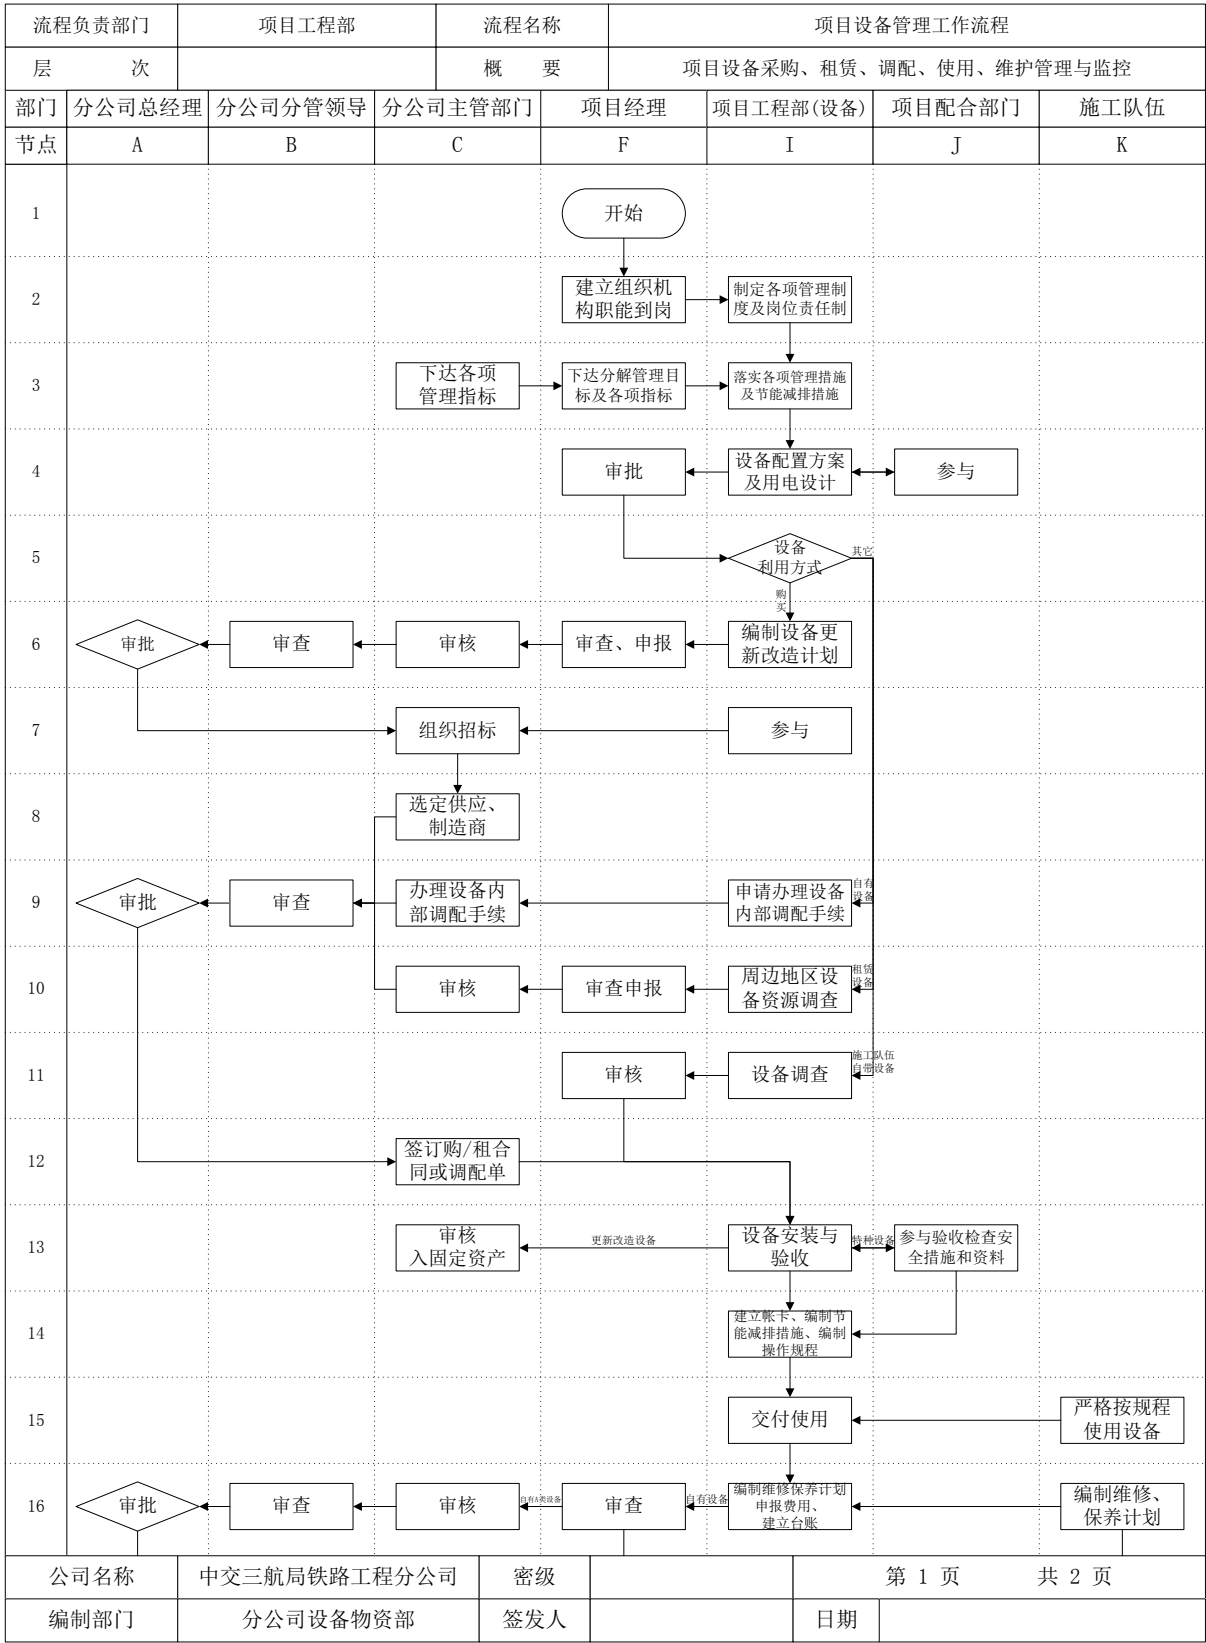 流程负责部门 项目工程部 流程名称 项目设备管理工作流程
层 次 概 要 项目设备采购、租赁、调配、使用、维护管理与监控
部门 分公司总经理 分公司分管领导 分公司主管部门 项目经理 项目工程部(设备) 项目配合部门 施工队伍
节点 A B C F I J K
1
开始
2
建立组织机
构职能到岗
制定各项管理制
度及岗位责任制
3
下达各项
管理指标
下达分解管理目
标及各项指标
落实各项管理措施
及节能减排措施
4
审批
设备配置方案
及用电设计
参与
5
设备
利用方式
其它
购
买
6
审批
审查
审核
审查、申报
编制设备更
新改造计划
7
组织招标
参与
8
选定供应、
制造商
9
审批
审查
办理设备内
部调配手续
申请办理设备
内部调配手续
自有
设备
10
审核
审查申报
周边地区设
备资源调查
租赁
设备
11
审核
设备调查
施工队伍
自带设备
12
签订购/租合
同或调配单
13
审核
入固定资产
更新改造设备
设备安装与
验收
特种设备
参与验收检查安
全措施和资料
14
建立帐卡、编制节
能减排措施、编制
操作规程
15
交付使用
严格按规程
使用设备
16
审批
审查
审核
自有A类设备
审查
自有设备
编制维修保养计划
申报费用、
建立台账
编制维修、
保养计划
公司名称 中交三航局铁路工程分公司 密级 第 1 页 共 2 页
编制部门 分公司设备物资部 签发人 日期